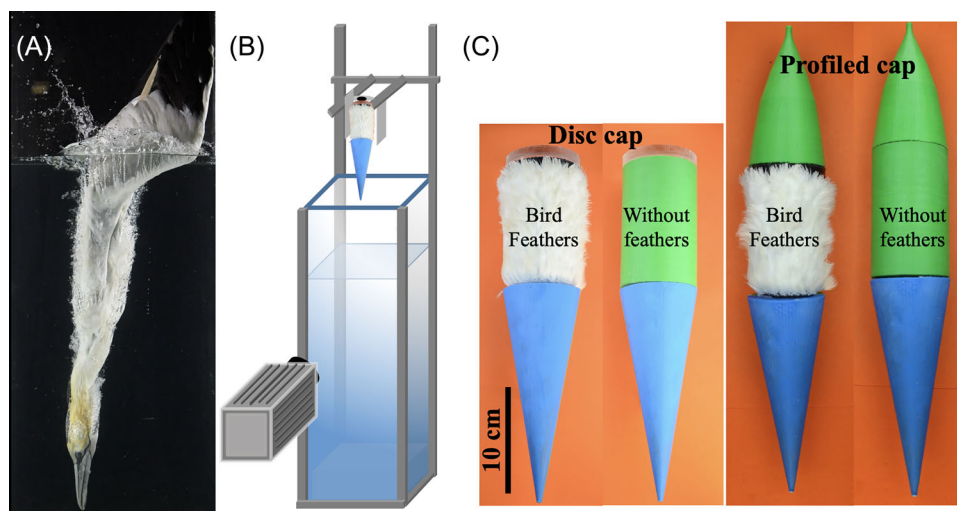 (A)
(B)
(C)
Disc cap
Profiled cap
Bird
Feathers
Without
feathers
Bird
Feathers
Without
feathers
10 cm